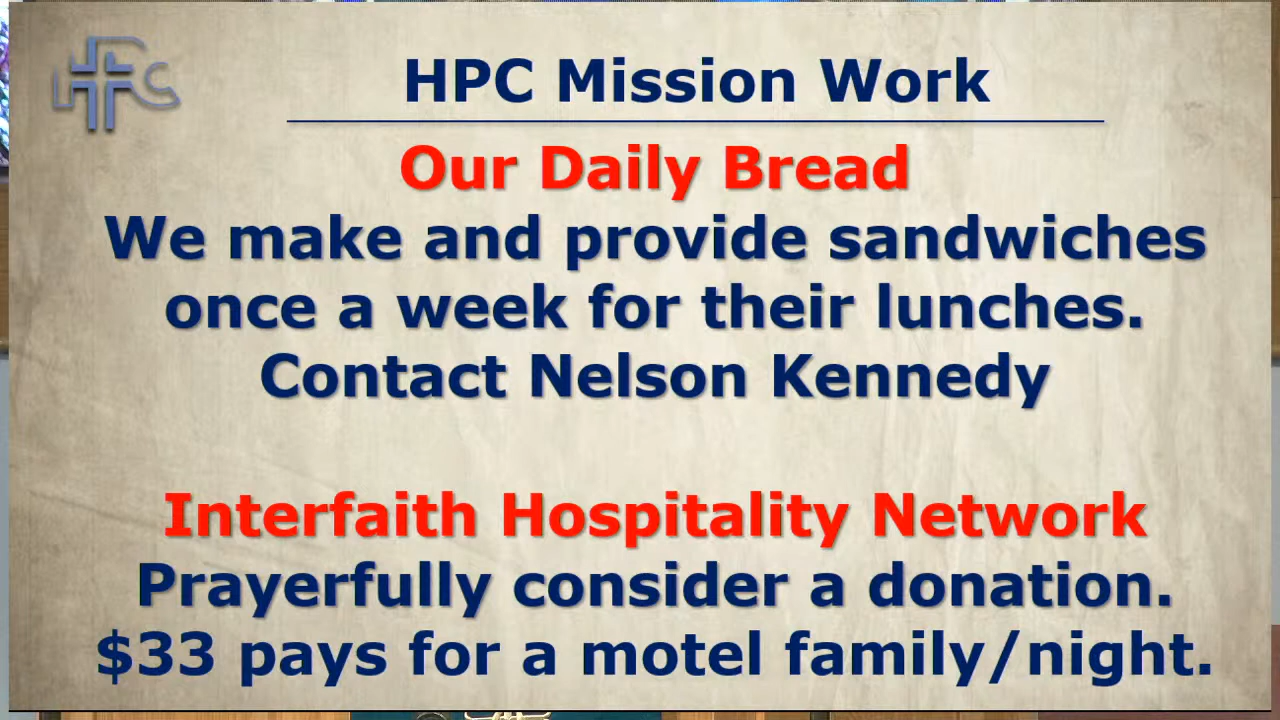 HPC
HPC Mission Work
Our Daily Bread
We make and provide sandwiches
once a week for their lunches.
Contact Nelson Kennedy
Interfaith Hospitality Network
Prayerfully consider a donation.
$33 pays for a motel family/night.